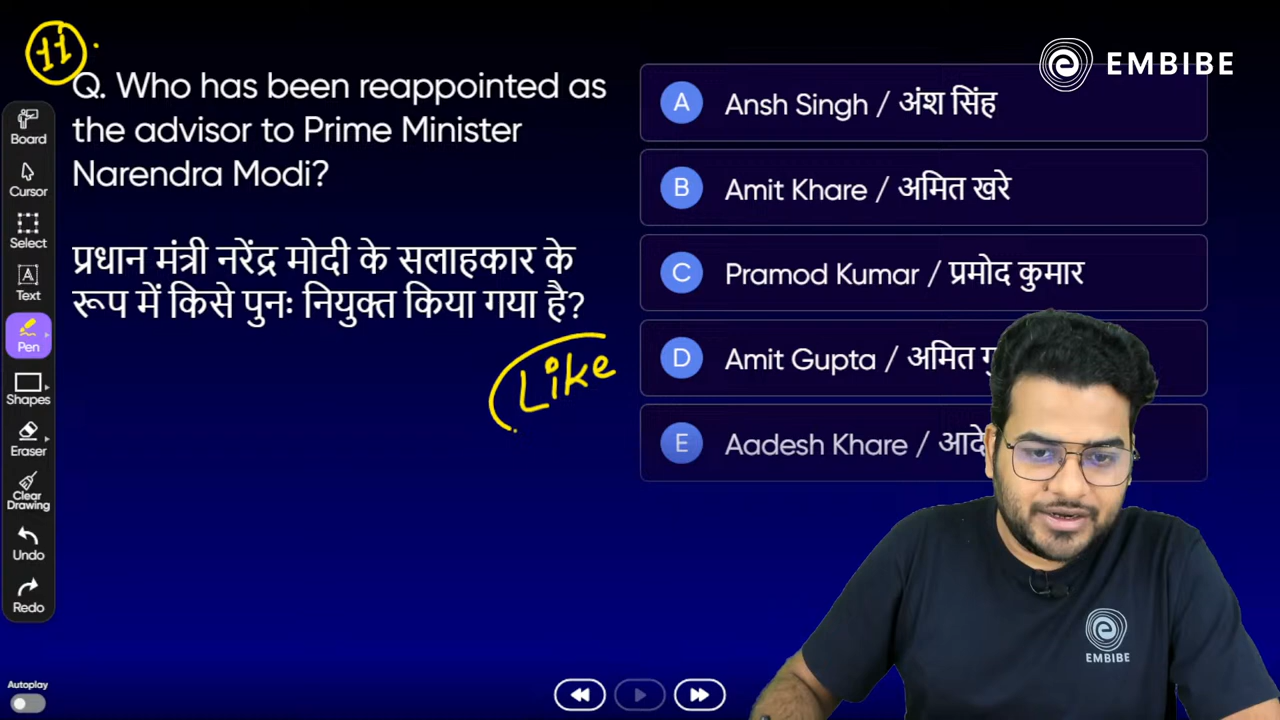 11.
EMBIBE
Q. Who has been reappointed as
the advisor to Prime Minister
Narendra Modi?
प्रधान मंत्री नरेंद्र मोदी के सलाहकार के
रूप में किसे पुनः नियुक्त किया गया है?
Like
A Ansh Singh / अंश सिंह
B Amit Khare / अमित खरे
C Pramod Kumar / प्रमोद कुमार
D Amit Gupta / अमित
E Aadesh Khare /
Board
Cursor
Select
Text
Pen
Shapes
Eraser
Clear
Drawing
Undo
Redo
Autoplay
EMBIBE